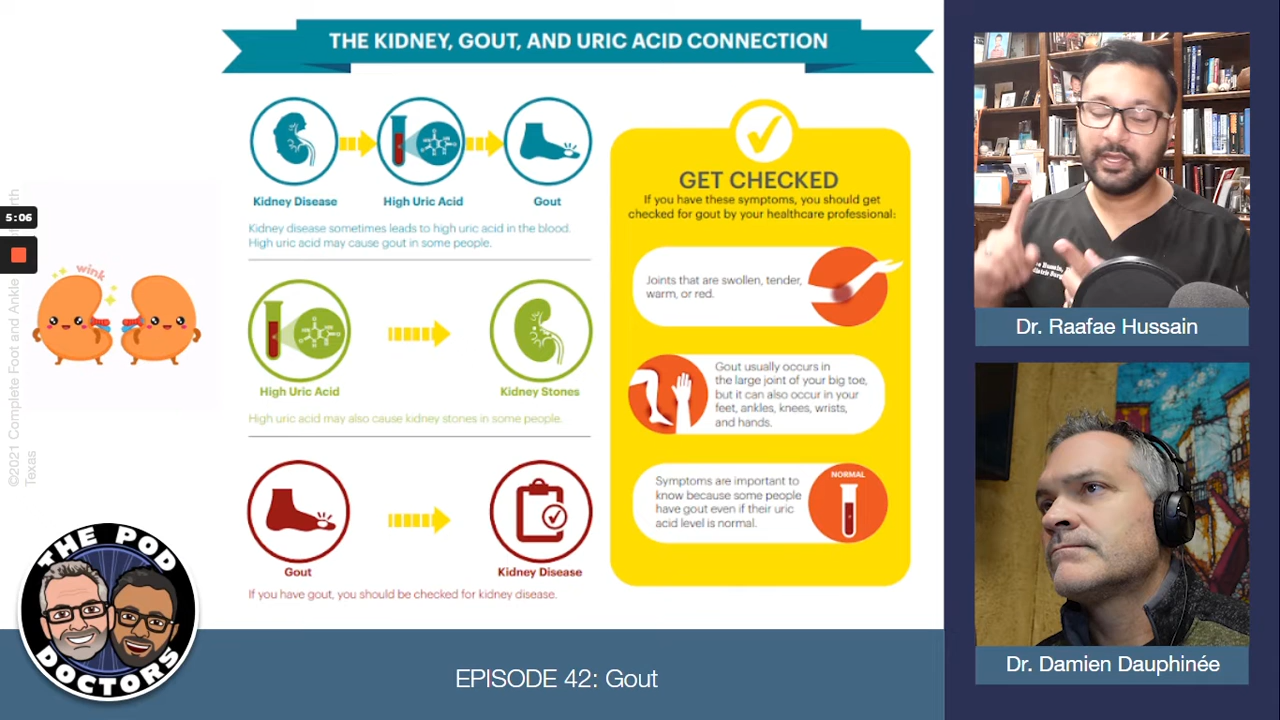 THE KIDNEY, GOUT, AND URIC ACID CONNECTION
Kidney Disease
High Uric Acid
Gout
Kidney disease sometimes leads to high uric acid in the blood.
High uric acid may cause gout in some people.
High Uric Acid
Kidney Stones
High uric acid may also cause kidney stones in some people.
Gout
Kidney Disease
If you have gout, you should be checked for kidney disease.
GET CHECKED
If you have these symptoms, you should get
checked for gout by your healthcare professional:
Joints that are swollen, tender,
warm, or red.
Gout usually occurs in
the large joint of your big toe,
but it can also occur in your
feet, ankles, knees, wrists,
and hands.
Symptoms are important to
know because some people
have gout even if their uric
acid level is normal.
NORMAL
5:06
wink
©2021 Complete Foot and Ankle
Texas
THE POD
DOCTORS
EPISODE 42: Gout
Dr. Raafae Hussain
Dr. Damien Dauphinée